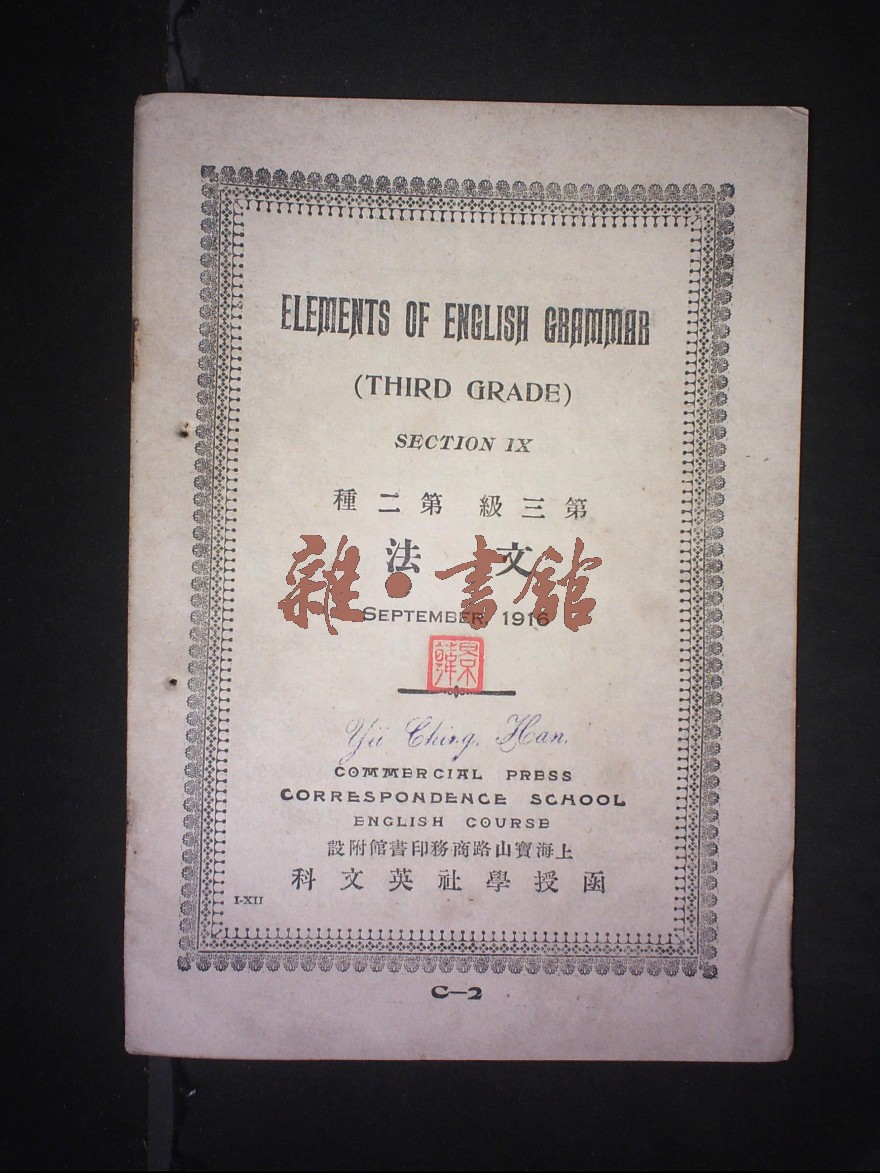 ELEMENTS OF ENGLISH GRAMMAR
(THIRD GRADE)
SECTION IX
第三級 第二種
文法
雜·書館
SEPTEMBER, 1916
景韓
Yü Ching Han.
COMMERCIAL PRESS
CORRESPONDENCE SCHOOL
ENGLISH COURSE
上海寶山路商務印書館附設
函授學社英文科
I-XII
C—2